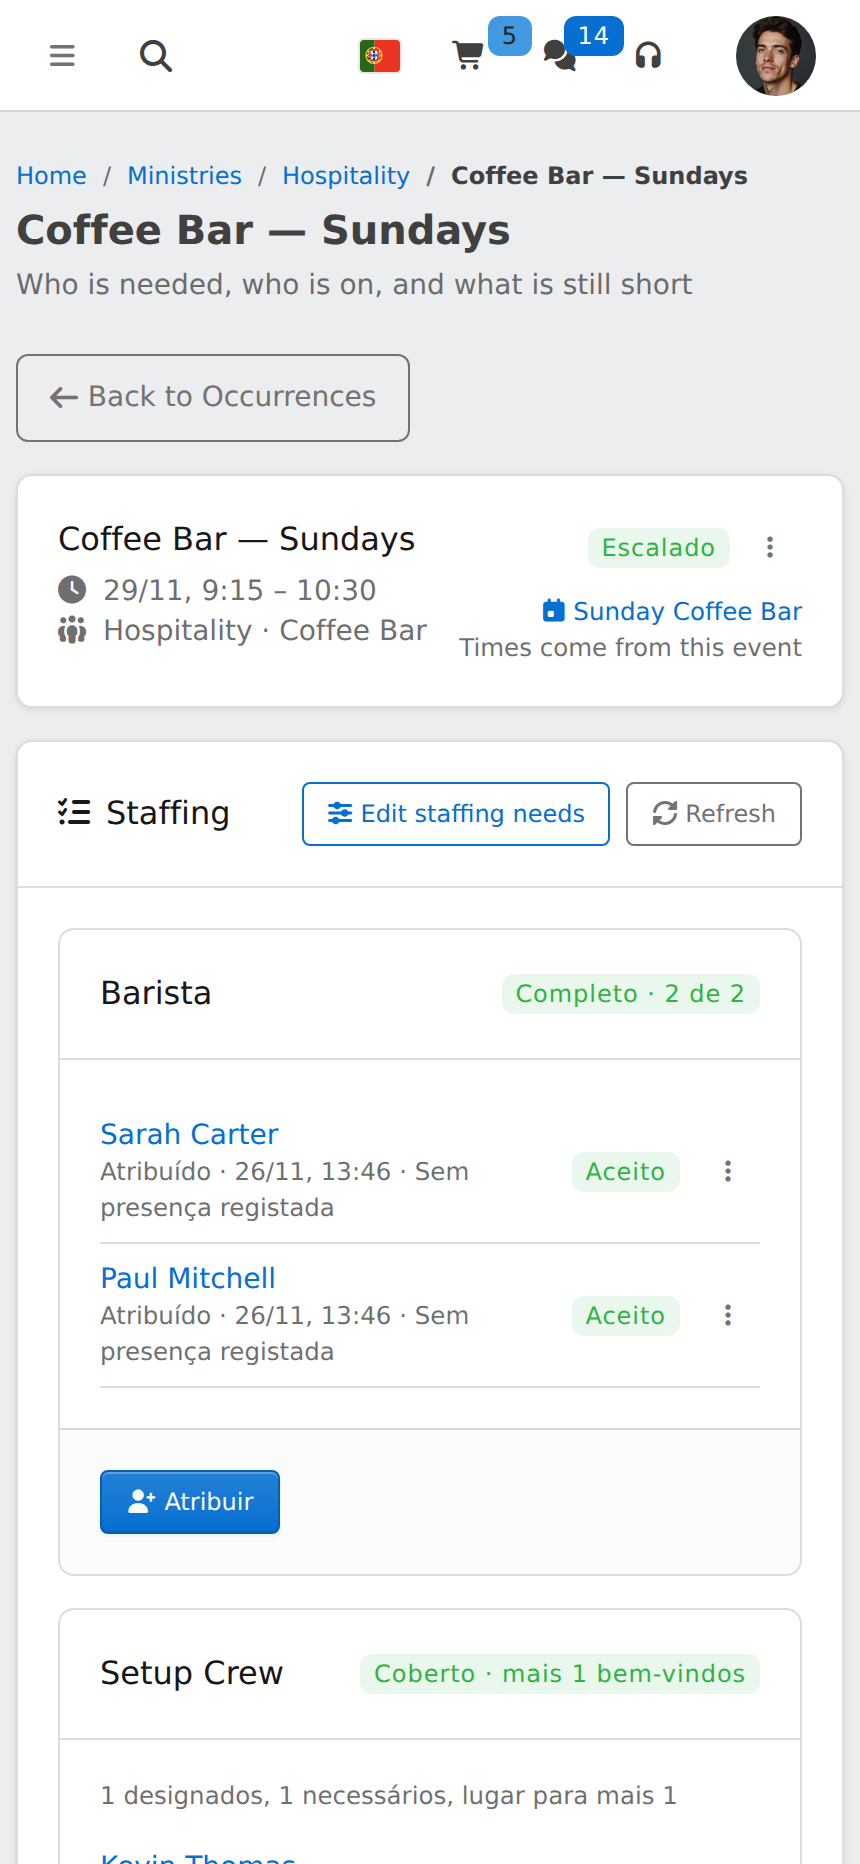 5
14
Home / Ministries / Hospitality / Coffee Bar — Sundays
Coffee Bar — Sundays
Who is needed, who is on, and what is still short
Back to Occurrences
Coffee Bar — Sundays
Escalado
29/11, 9:15 – 10:30
Hospitality · Coffee Bar
Sunday Coffee Bar
Times come from this event
Staffing
Edit staffing needs
Refresh
Barista
Completo · 2 de 2
Sarah Carter
Atribuído · 26/11, 13:46 · Sem
presença registada
Aceito
Paul Mitchell
Atribuído · 26/11, 13:46 · Sem
presença registada
Aceito
Atribuir
Setup Crew
Coberto · mais 1 bem-vindos
1 designados, 1 necessários, lugar para mais 1
Kevin Thomas